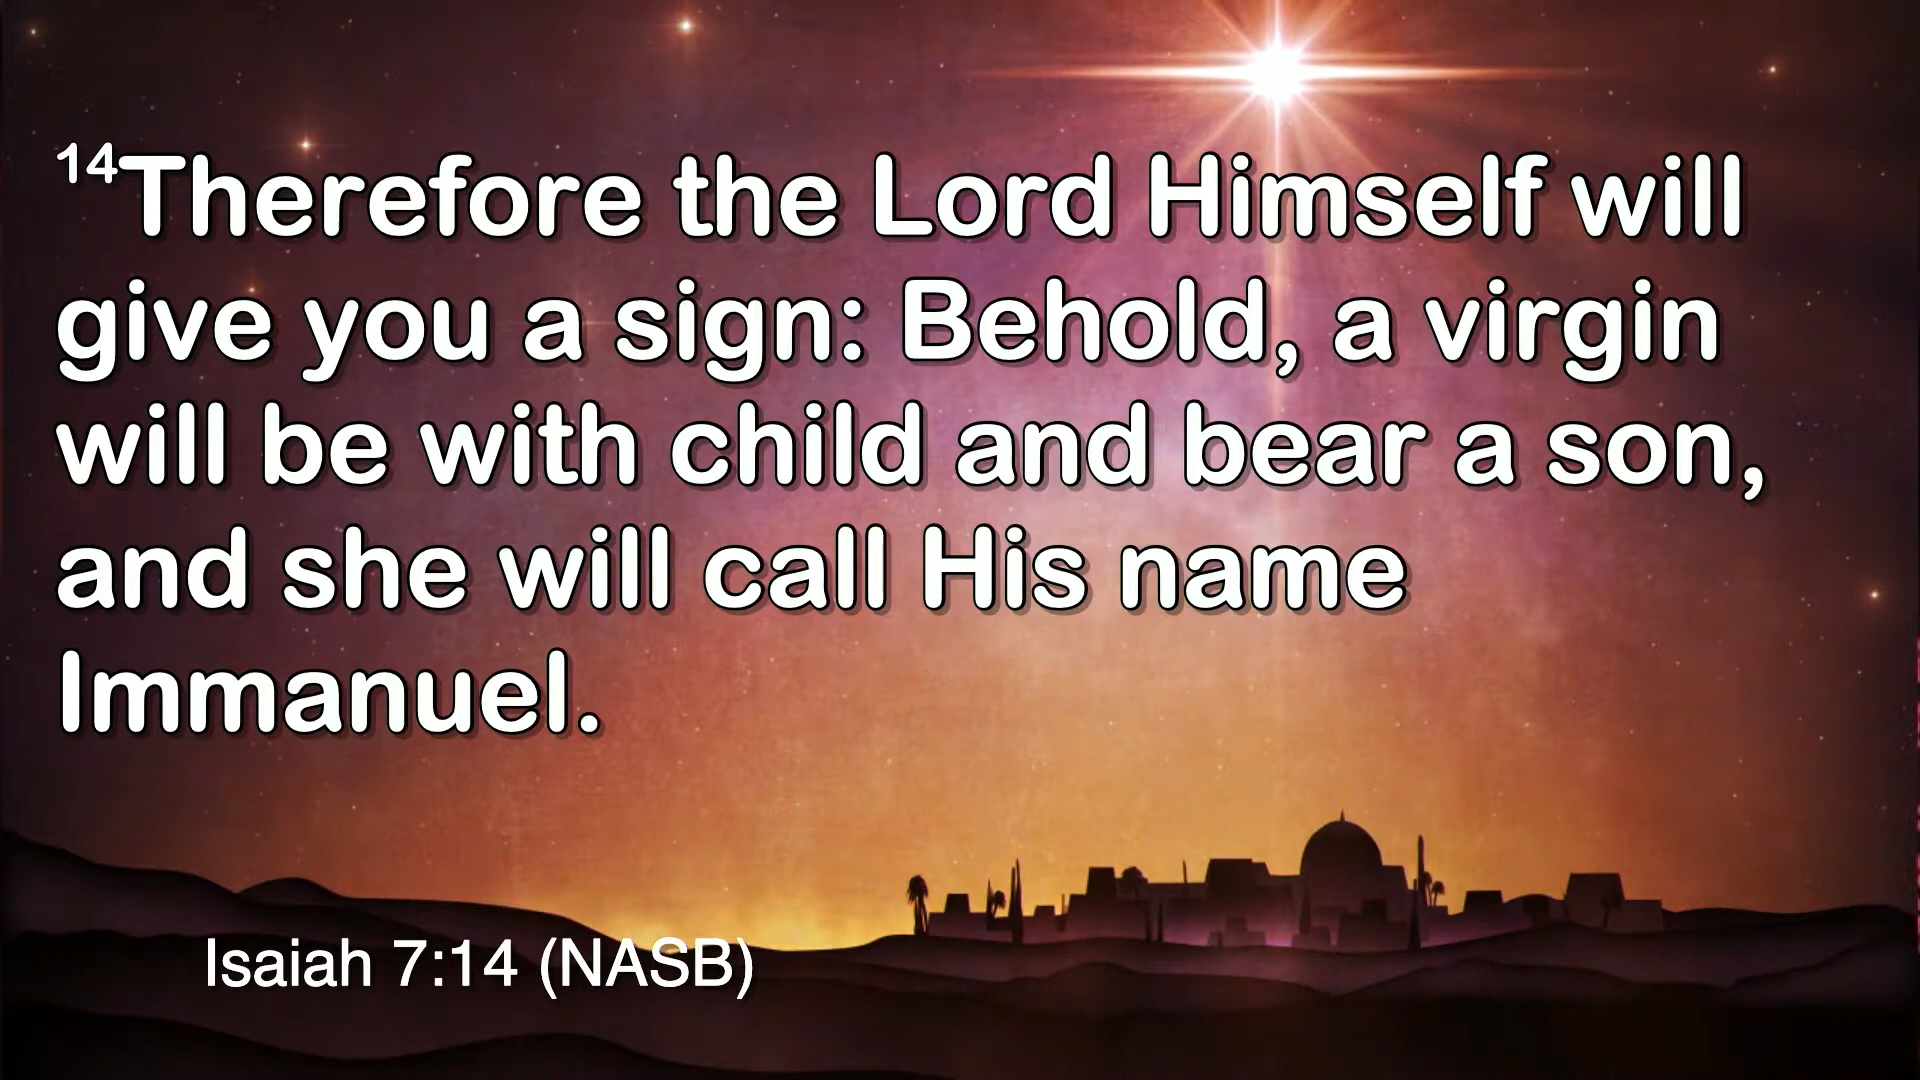 14Therefore the Lord Himself will
give you a sign: Behold, a virgin
will be with child and bear a son,
and she will call His name
Immanuel.
Isaiah 7:14 (NASB)